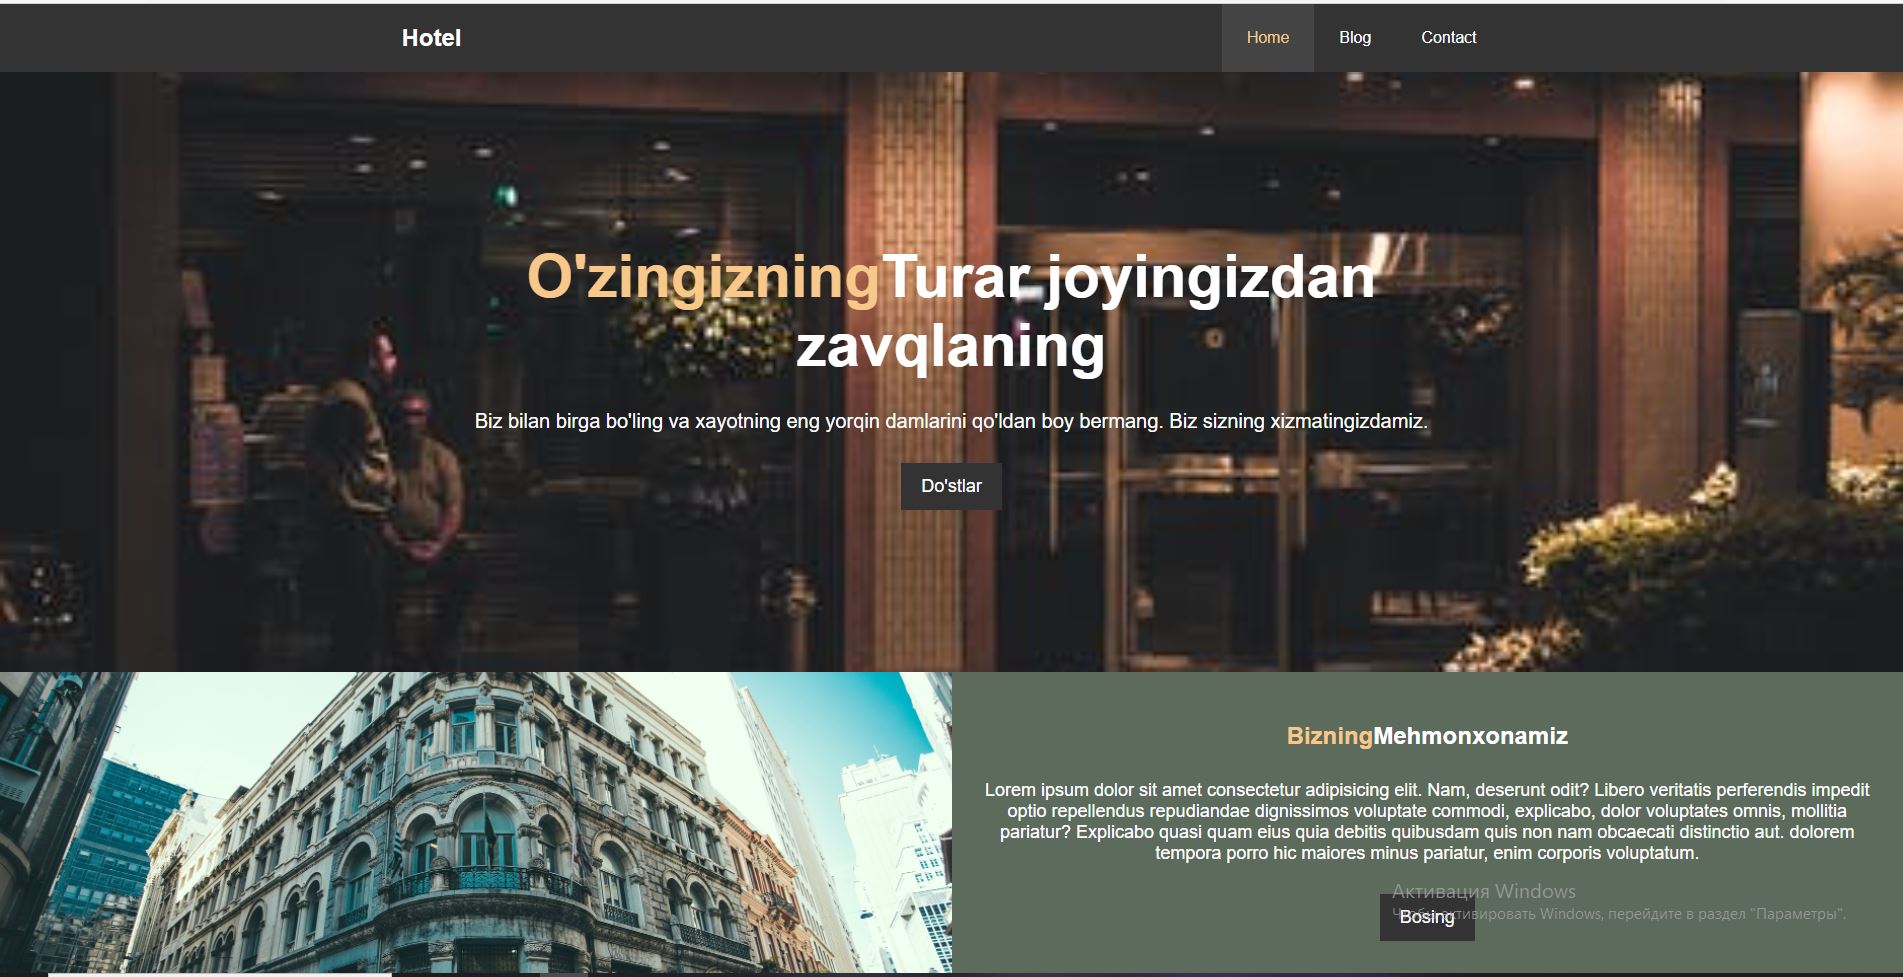 Hotel
Home
Blog
Contact
O'zingizningTurar joyingizdan
zavqlaning
Biz bilan birga bo'ling va xayotning eng yorqin damlarini qo'ldan boy bermang. Biz sizning xizmatingizdamiz.
Do'stlar
BizningMehmonxonamiz
Lorem ipsum dolor sit amet consectetur adipisicing elit. Nam, deserunt odit? Libero veritatis perferendis impedit
optio repellendus repudiandae dignissimos voluptate commodi, explicabo, dolor voluptates omnis, mollitia
pariatur? Explicabo quasi quam eius quia debitis quibusdam quis non nam obcaecati distinctio aut. dolorem
tempora porro hic maiores minus pariatur, enim corporis voluptatum.
Активация Windows
Чтобы активировать Windows, перейдите в раздел "Параметры".
Bosing